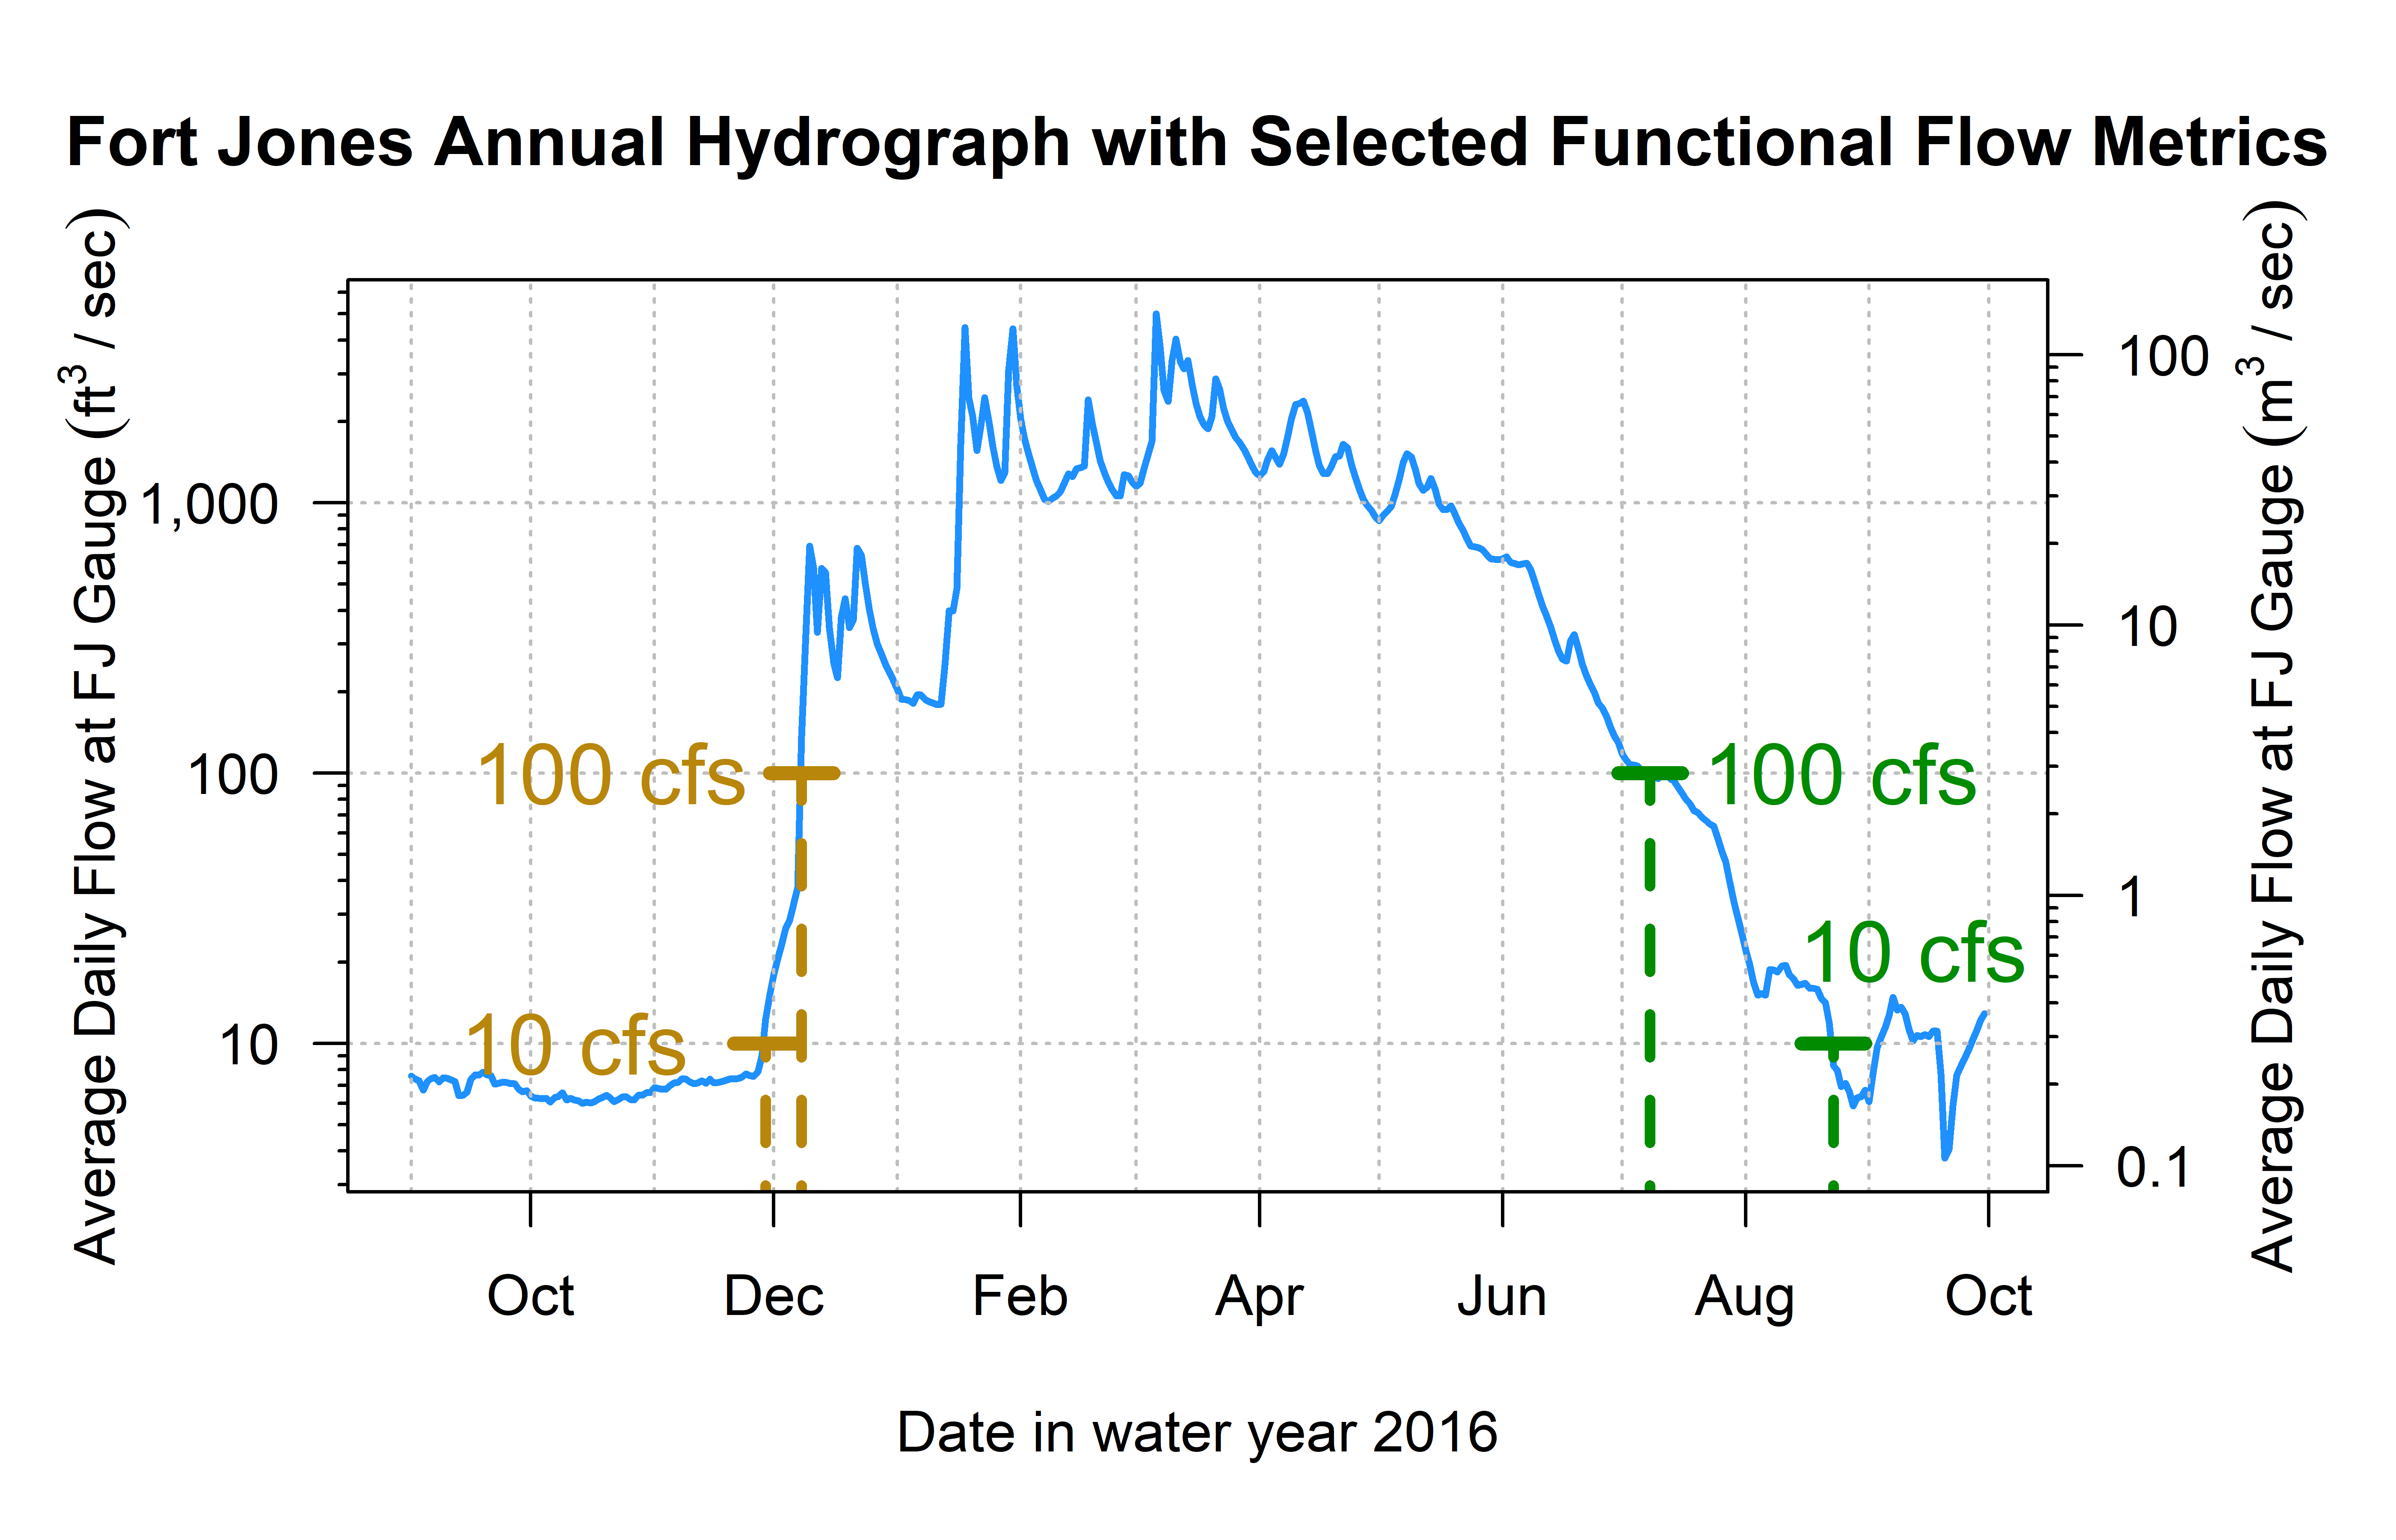 Fort Jones Annual Hydrograph with Selected Functional Flow Metrics
Average Daily Flow at FJ Gauge (ft³ / sec)
1,000
100
10
100 cfs
10 cfs
100 cfs
10 cfs
100
10
1
0.1
Average Daily Flow at FJ Gauge (m³ / sec)
Oct Dec Feb Apr Jun Aug Oct
Date in water year 2016